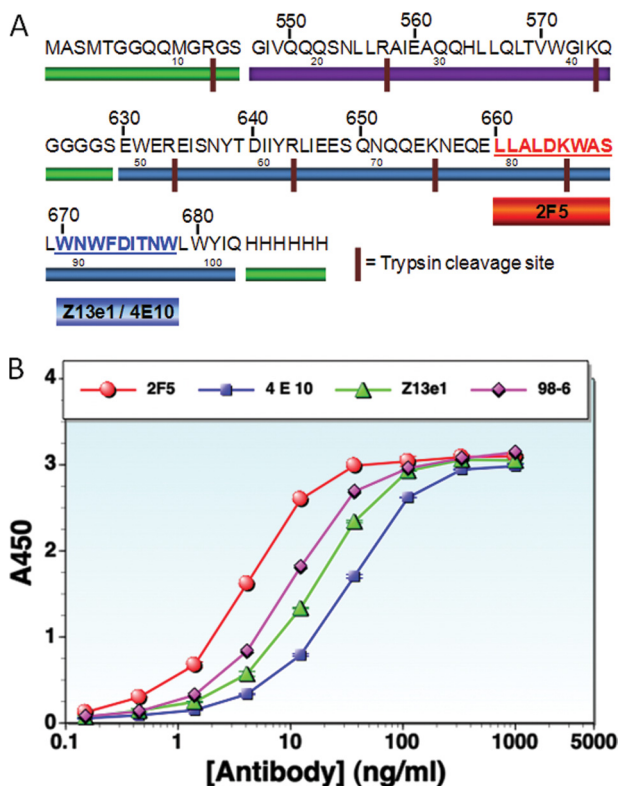 A
550 560 570
MASMTGGQQMGRGS GIVQQQSNLLRAIEAQQHLLQLTVWGIKQ
10 20 30 40
630 640 650 660
GGGGS EWEREISNYTDIIYRLIEESQNQQEKNEQE LLALDKWAS
50 60 70 80
2F5
670 680
LWNWFDITNWLWYIQ HHHHHH
90 100
= Trypsin cleavage site
Z13e1 / 4E10
B
2F5 4 E 10 Z13e1 98-6
4
3
2
1
0
A450
0.1 1 10 100 1000 5000
[Antibody] (ng/ml)